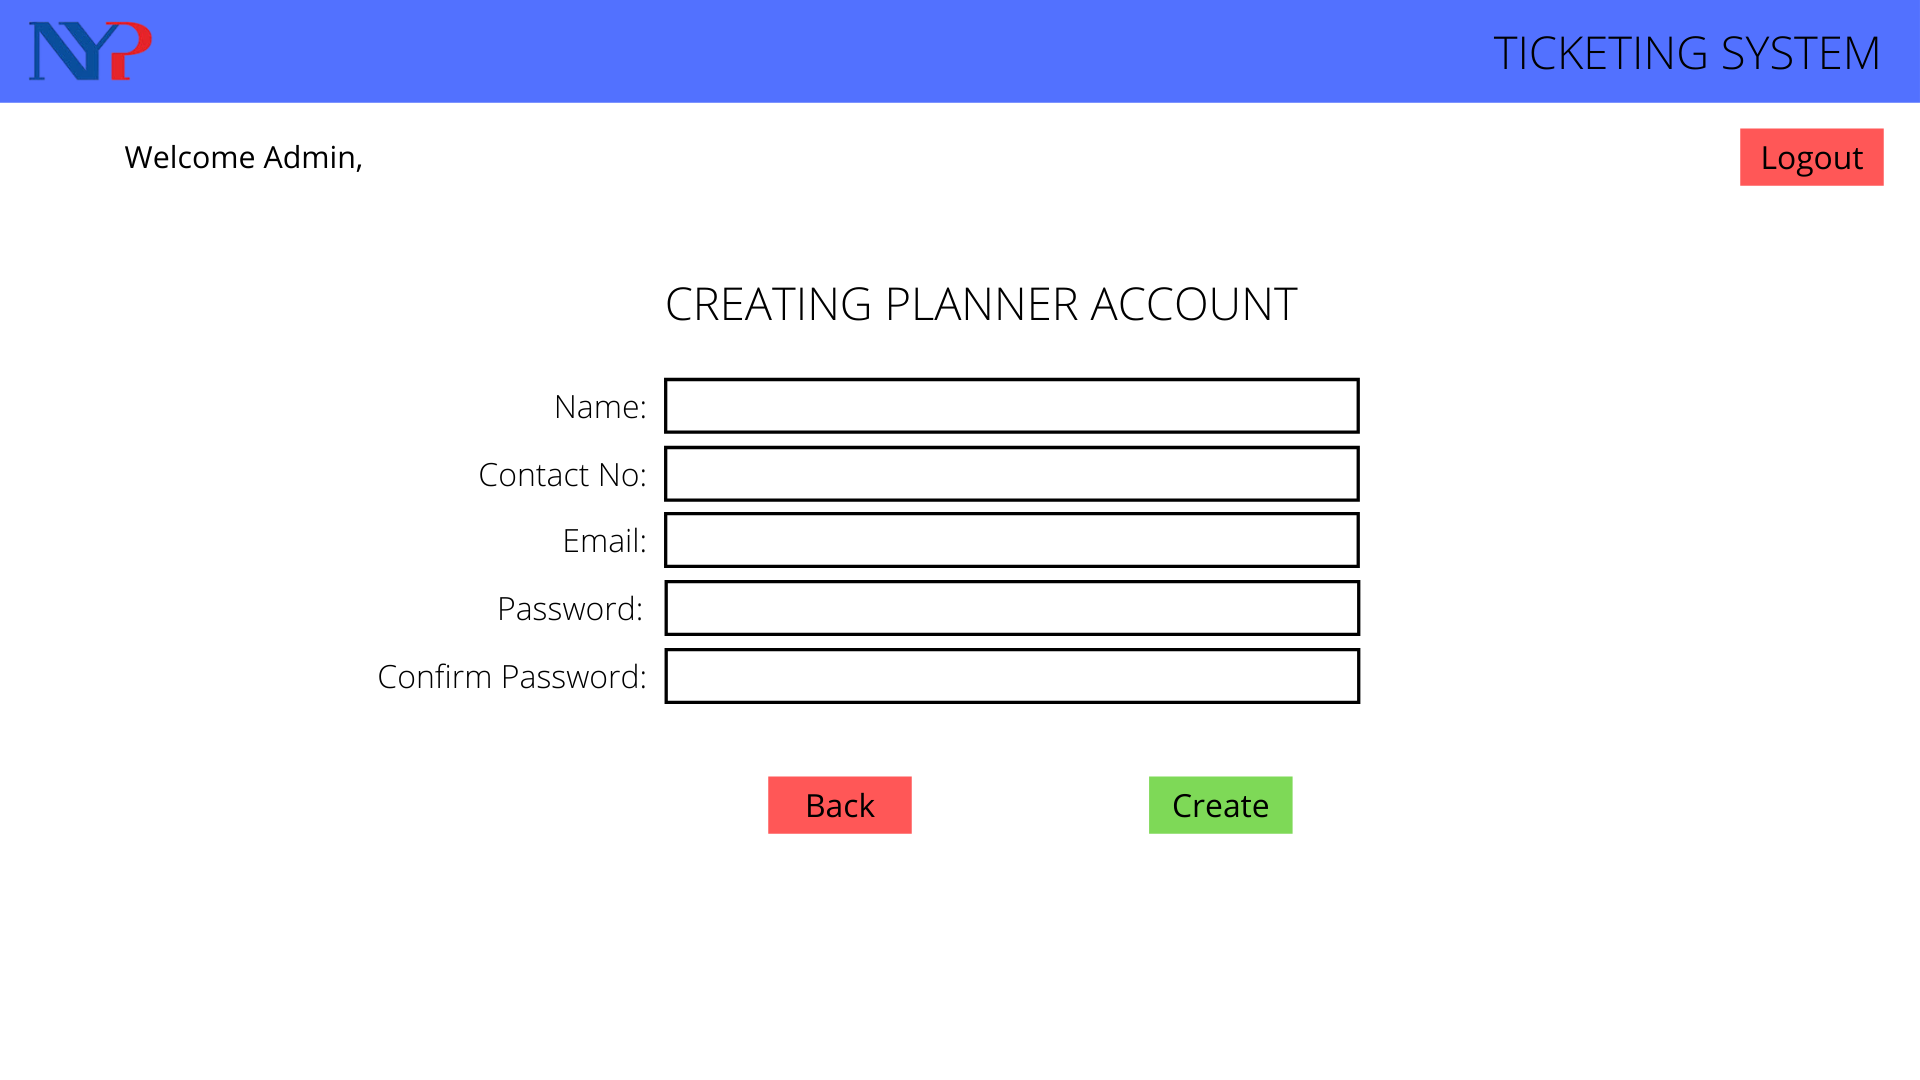 NYP
TICKETING SYSTEM
Welcome Admin,
Logout
CREATING PLANNER ACCOUNT
Name:
Contact No:
Email:
Password:
Confirm Password:
Back
Create